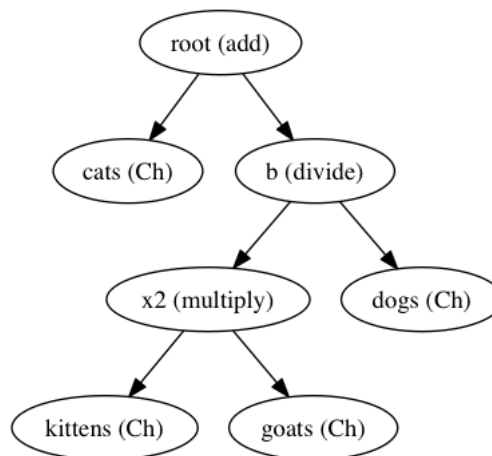 root (add)
cats (Ch)
b (divide)
x2 (multiply)
dogs (Ch)
kittens (Ch)
goats (Ch)